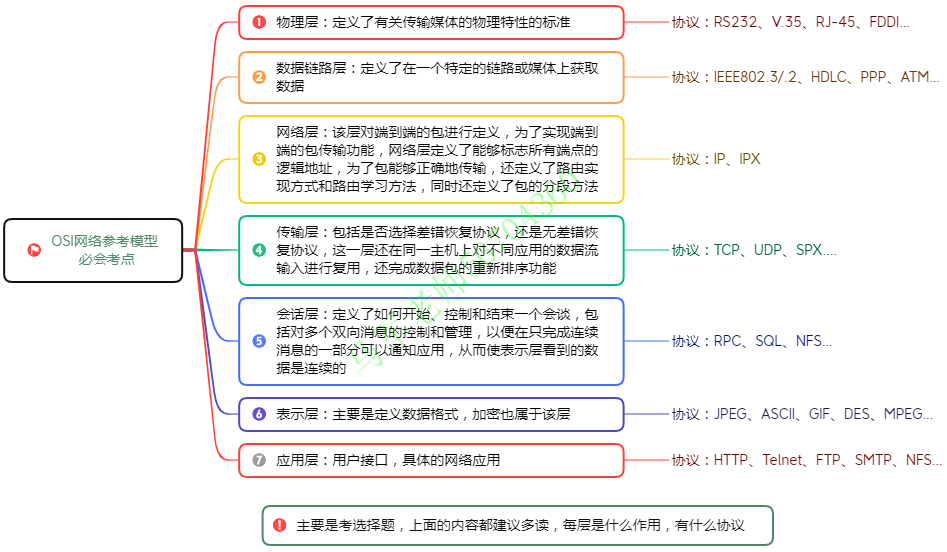 OSI网络参考模型
必会考点
1 物理层：定义了有关传输媒体的物理特性的标准
协议：RS232、V.35、RJ-45、FDDI...
2 数据链路层：定义了在一个特定的链路或媒体上获取
数据
协议：IEEE802.3/.2、HDLC、PPP、ATM...
3 网络层：该层对端到端的包进行定义，为了实现端到
端的包传输功能，网络层定义了能够标志所有端点的
逻辑地址，为了包能够正确地传输，还定义了路由实
现方式和路由学习方法，同时还定义了包的分段方法
协议：IP、IPX
4 传输层：包括是否选择差错恢复协议，还是无差错恢
复协议，这一层还在同一主机上对不同应用的数据流
输入进行复用，还完成数据包的重新排序功能
协议：TCP、UDP、SPX....
5 会话层：定义了如何开始、控制和结束一个会谈，包
括对多个双向消息的控制和管理，以便在只完成连续
消息的一部分可以通知应用，从而使表示层看到的数
据是连续的
协议：RPC、SQL、NFS...
6 表示层：主要是定义数据格式，加密也属于该层
协议：JPEG、ASCII、GIF、DES、MPEG...
7 应用层：用户接口，具体的网络应用
协议：HTTP、Telnet、FTP、SMTP、NFS...
主要是考选择题，上面的内容都建议多读，每层是什么作用，有什么协议